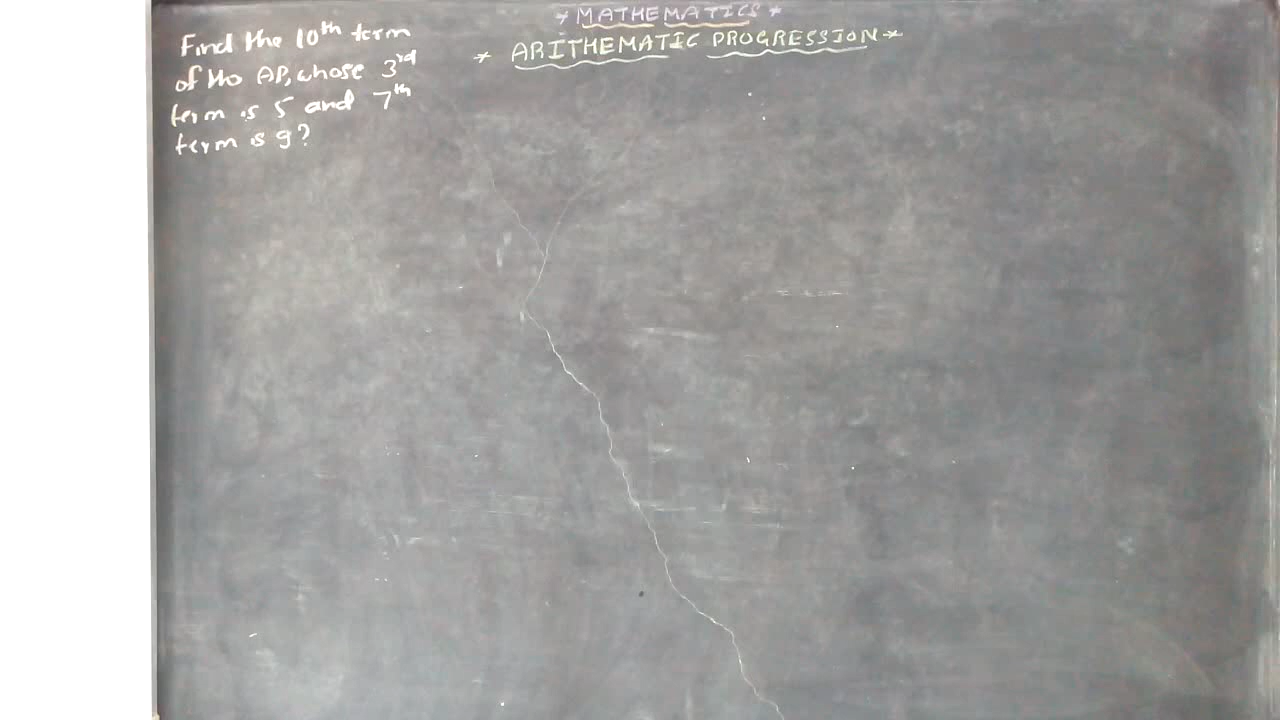 * MATHEMATICS *
* ARITHEMATIC PROGRESSION *
Find the 10th term
of the AP, whose 3rd
term is 5 and 7th
term is 9?